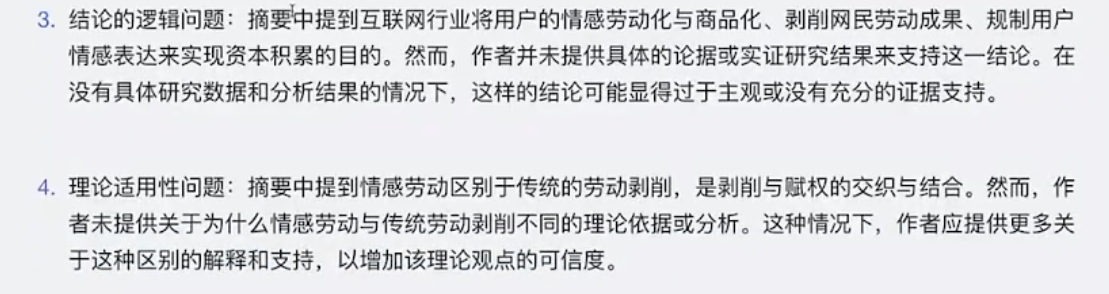 3. 结论的逻辑问题：摘要中提到互联网行业将用户的情感劳动化与商品化、剥削网民劳动成果、规制用户
情感表达来实现资本积累的目的。然而，作者并未提供具体的论据或实证研究结果来支持这一结论。在
没有具体研究数据和分析结果的情况下，这样的结论可能显得过于主观或没有充分的证据支持。
4. 理论适用性问题：摘要中提到情感劳动区别于传统的劳动剥削，是剥削与赋权的交织与结合。然而，作
者未提供关于为什么情感劳动与传统劳动剥削不同的理论依据或分析。这种情况下，作者应提供更多关
于这种区别的解释和支持，以增加该理论观点的可信度。